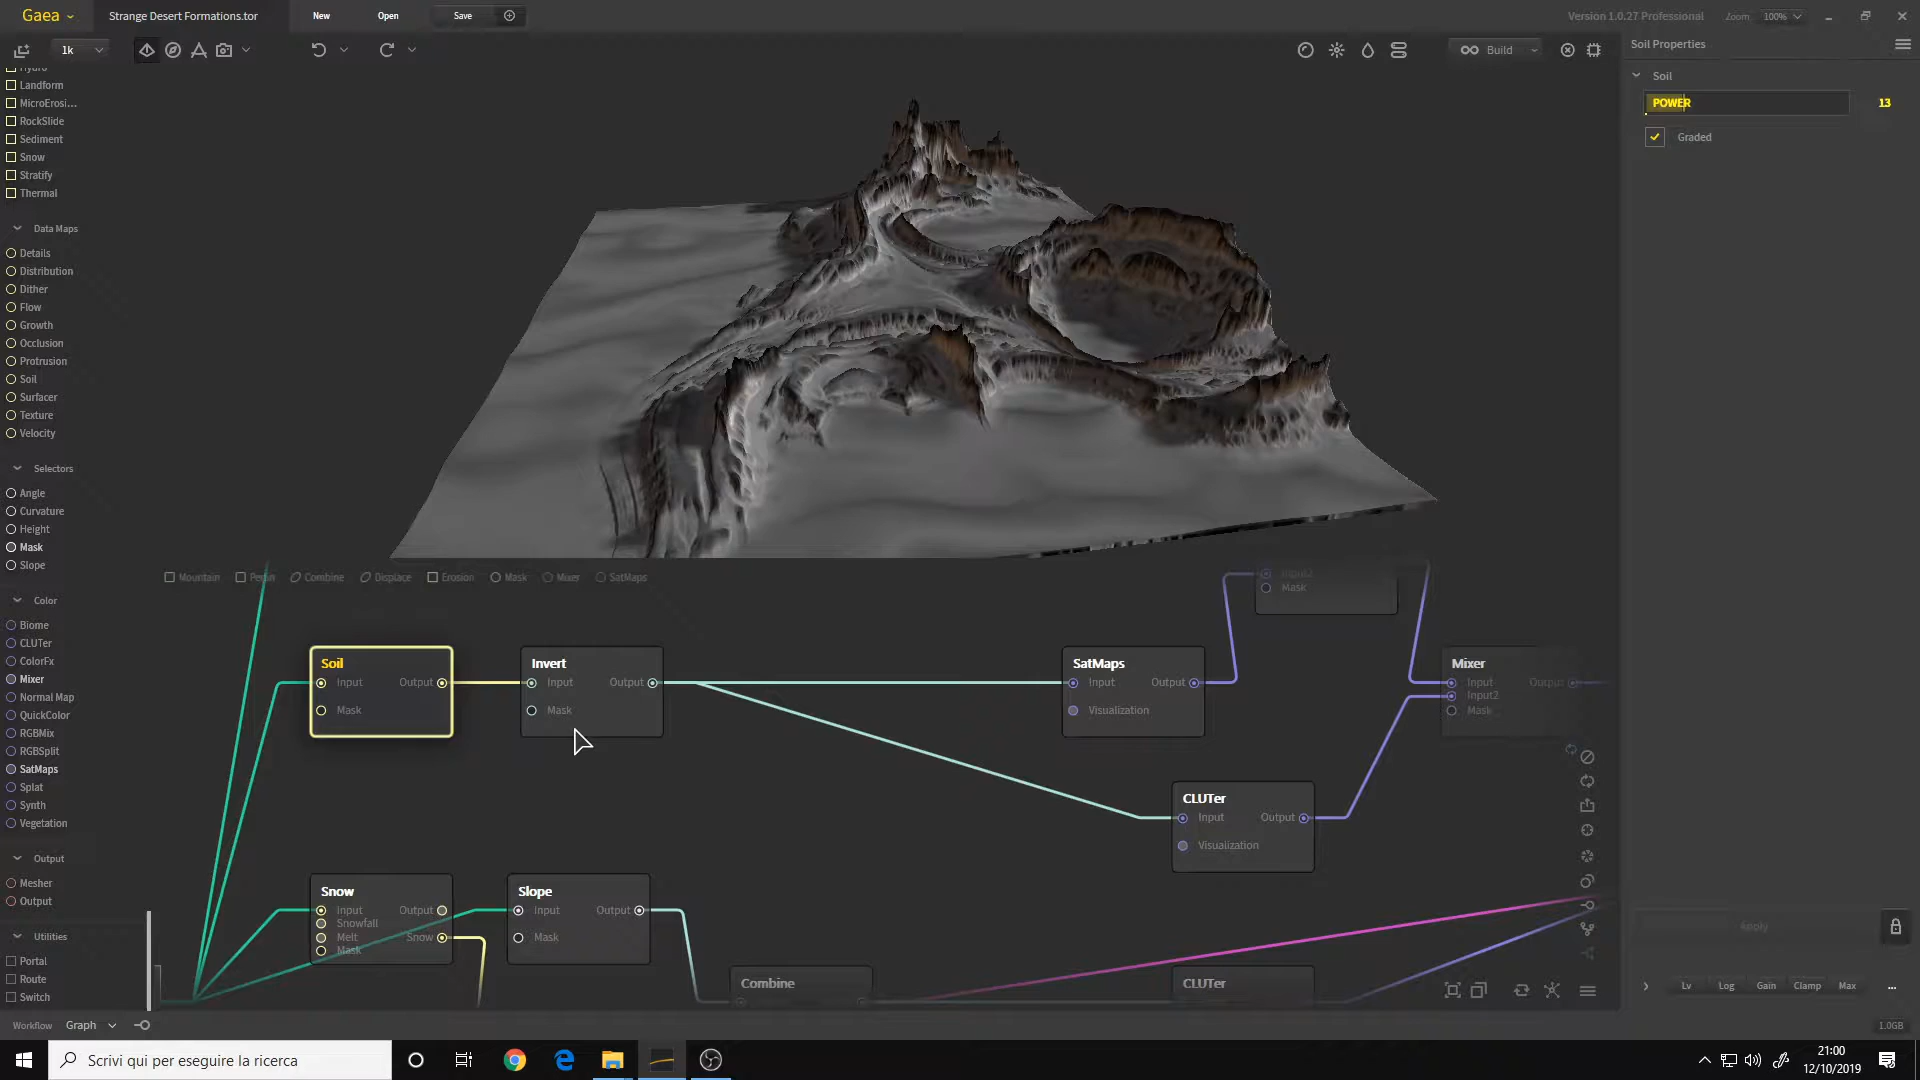 Gaea
Strange Desert Formations.tor
New
Open
Save
Version 1.0.27 Professional
Zoom
100%
1k
Build
Soil Properties
Soil
POWER
13
Graded
Hydro
Landform
MicroErosi...
RockSlide
Sediment
Snow
Stratify
Thermal
Data Maps
Details
Distribution
Dither
Flow
Growth
Occlusion
Protrusion
Soil
Surfacer
Texture
Velocity
Selectors
Angle
Curvature
Height
Mask
Slope
Color
Biome
CLUTer
ColorFx
Mixer
Normal Map
QuickColor
RGBMix
RGBSplit
SatMaps
Splat
Synth
Vegetation
Output
Mesher
Output
Utilities
Portal
Route
Switch
Mountain
Perlin
Combine
Displace
Erosion
Mask
Mixer
SatMaps
Input2
Mask
Soil
Input Output
Mask
Invert
Input Output
Mask
SatMaps
Input Output
Visualization
Mixer
Input Output
Input2
Mask
CLUTer
Input Output
Visualization
Snow
Input Output
Snowfall
Melt Snow
Mask
Slope
Input Output
Mask
Combine
CLUTer
Apply
Lv
Log
Gain
Clamp
Max
...
Workflow
Graph
1.0GB
Scrivi qui per eseguire la ricerca
21:00
12/10/2019